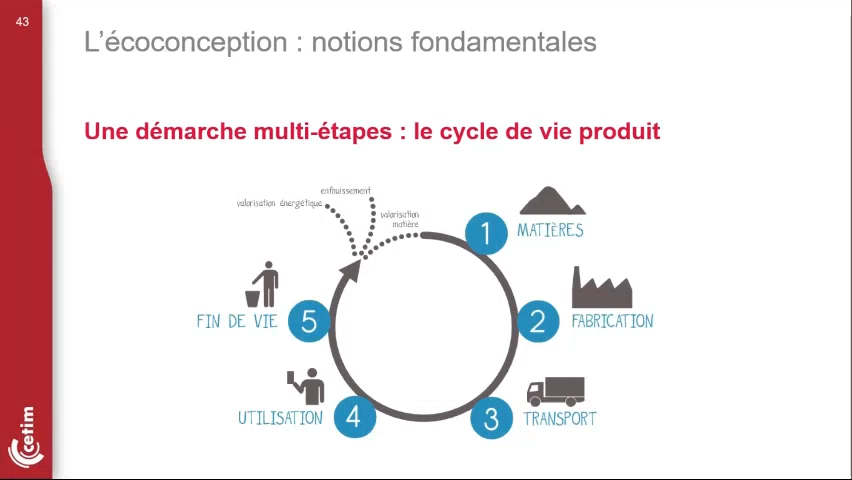 43
L’écoconception : notions fondamentales
Une démarche multi-étapes : le cycle de vie produit
enfouissement
valorisation énergétique
valorisation
matière
1
MATIÈRES
2
FABRICATION
3
TRANSPORT
4
UTILISATION
5
FIN DE VIE
cetim